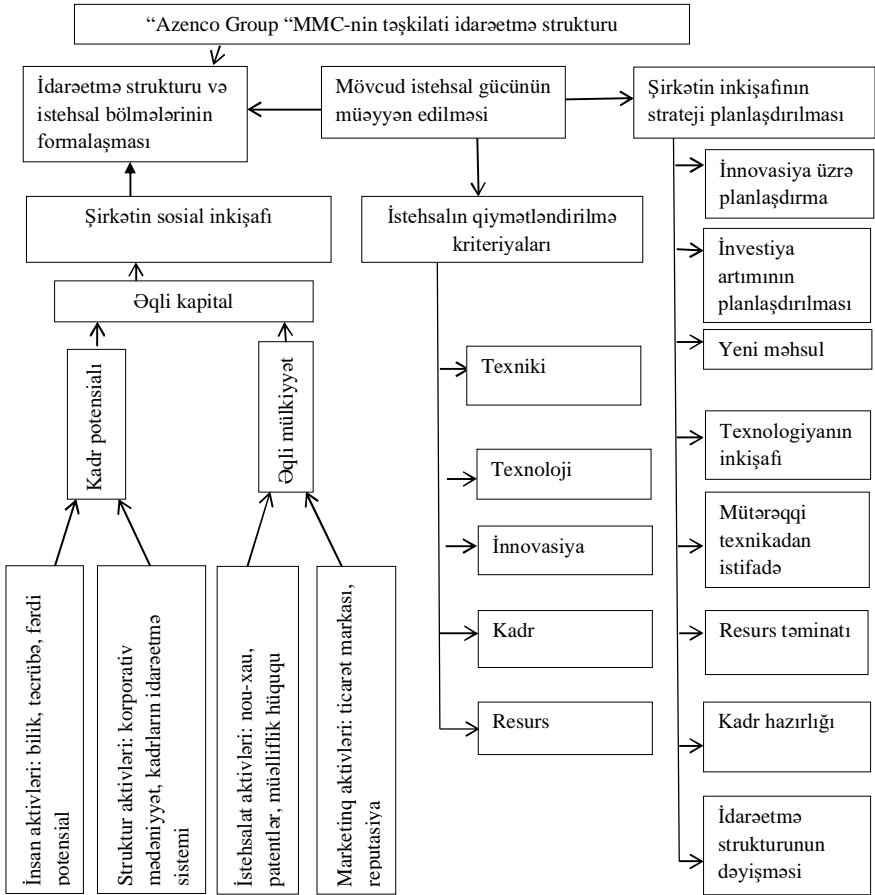 “Azenco Group “MMC-nin təşkilati idarəetmə strukturu
İdarəetmə strukturu və
istehsal bölmələrinin
formalaşması
Mövcud istehsal gücünün
müəyyən edilməsi
Şirkətin inkişafının
strateji planlaşdırılması
Şirkətin sosial inkişafı
Əqli kapital
Kadr potensialı
Əqli mülkiyyət
İnsan aktivləri: bilik, təcrübə, fərdi
potensial
Struktur aktivləri: korporativ
mədəniyyət, kadrların idarəetmə
sistemi
İstehsalat aktivləri: nou-xau,
patentlər, müəlliflik hüququ
Marketinq aktivləri: ticarət markası,
reputasiya
İstehsalın qiymətləndirilmə
kriteriyaları
Texniki
Texnoloji
İnnovasiya
Kadr
Resurs
İnnovasiya üzrə
planlaşdırma
İnvestiya
artımının
planlaşdırılması
Yeni məhsul
Texnologiyanın
inkişafı
Mütərəqqi
texnikadan
istifadə
Resurs təminatı
Kadr hazırlığı
İdarəetmə
strukturunun
dəyişməsi